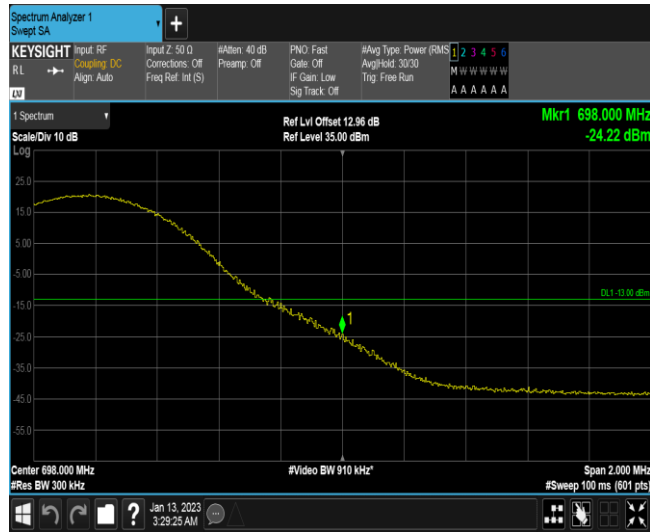 Spectrum Analyzer 1
Swept SA
+
KEYSIGHT
RL
LXI
Input: RF
Coupling: DC
Align: Auto
Input Z: 50 Ω
Corrections: Off
Freq Ref: Int (S)
#Atten: 40 dB
Preamp: Off
PNO: Fast
Gate: Off
IF Gain: Low
Sig Track: Off
#Avg Type: Power (RMS
Avg|Hold: 30/30
Trig: Free Run
1 2 3 4 5 6
M W W W W W
A A A A A A
1 Spectrum
Scale/Div 10 dB
Log
Ref Lvl Offset 12.96 dB
Ref Level 35.00 dBm
Mkr1 698.000 MHz
-24.22 dBm
25.0
15.0
5.00
-5.00
DL1 -13.00 dBm
-15.0
1
-25.0
-35.0
-45.0
-55.0
Center 698.000 MHz
#Video BW 910 kHz*
Span 2.000 MHz
#Res BW 300 kHz
#Sweep 100 ms (601 pts)
?
Jan 13, 2023
3:29:25 AM